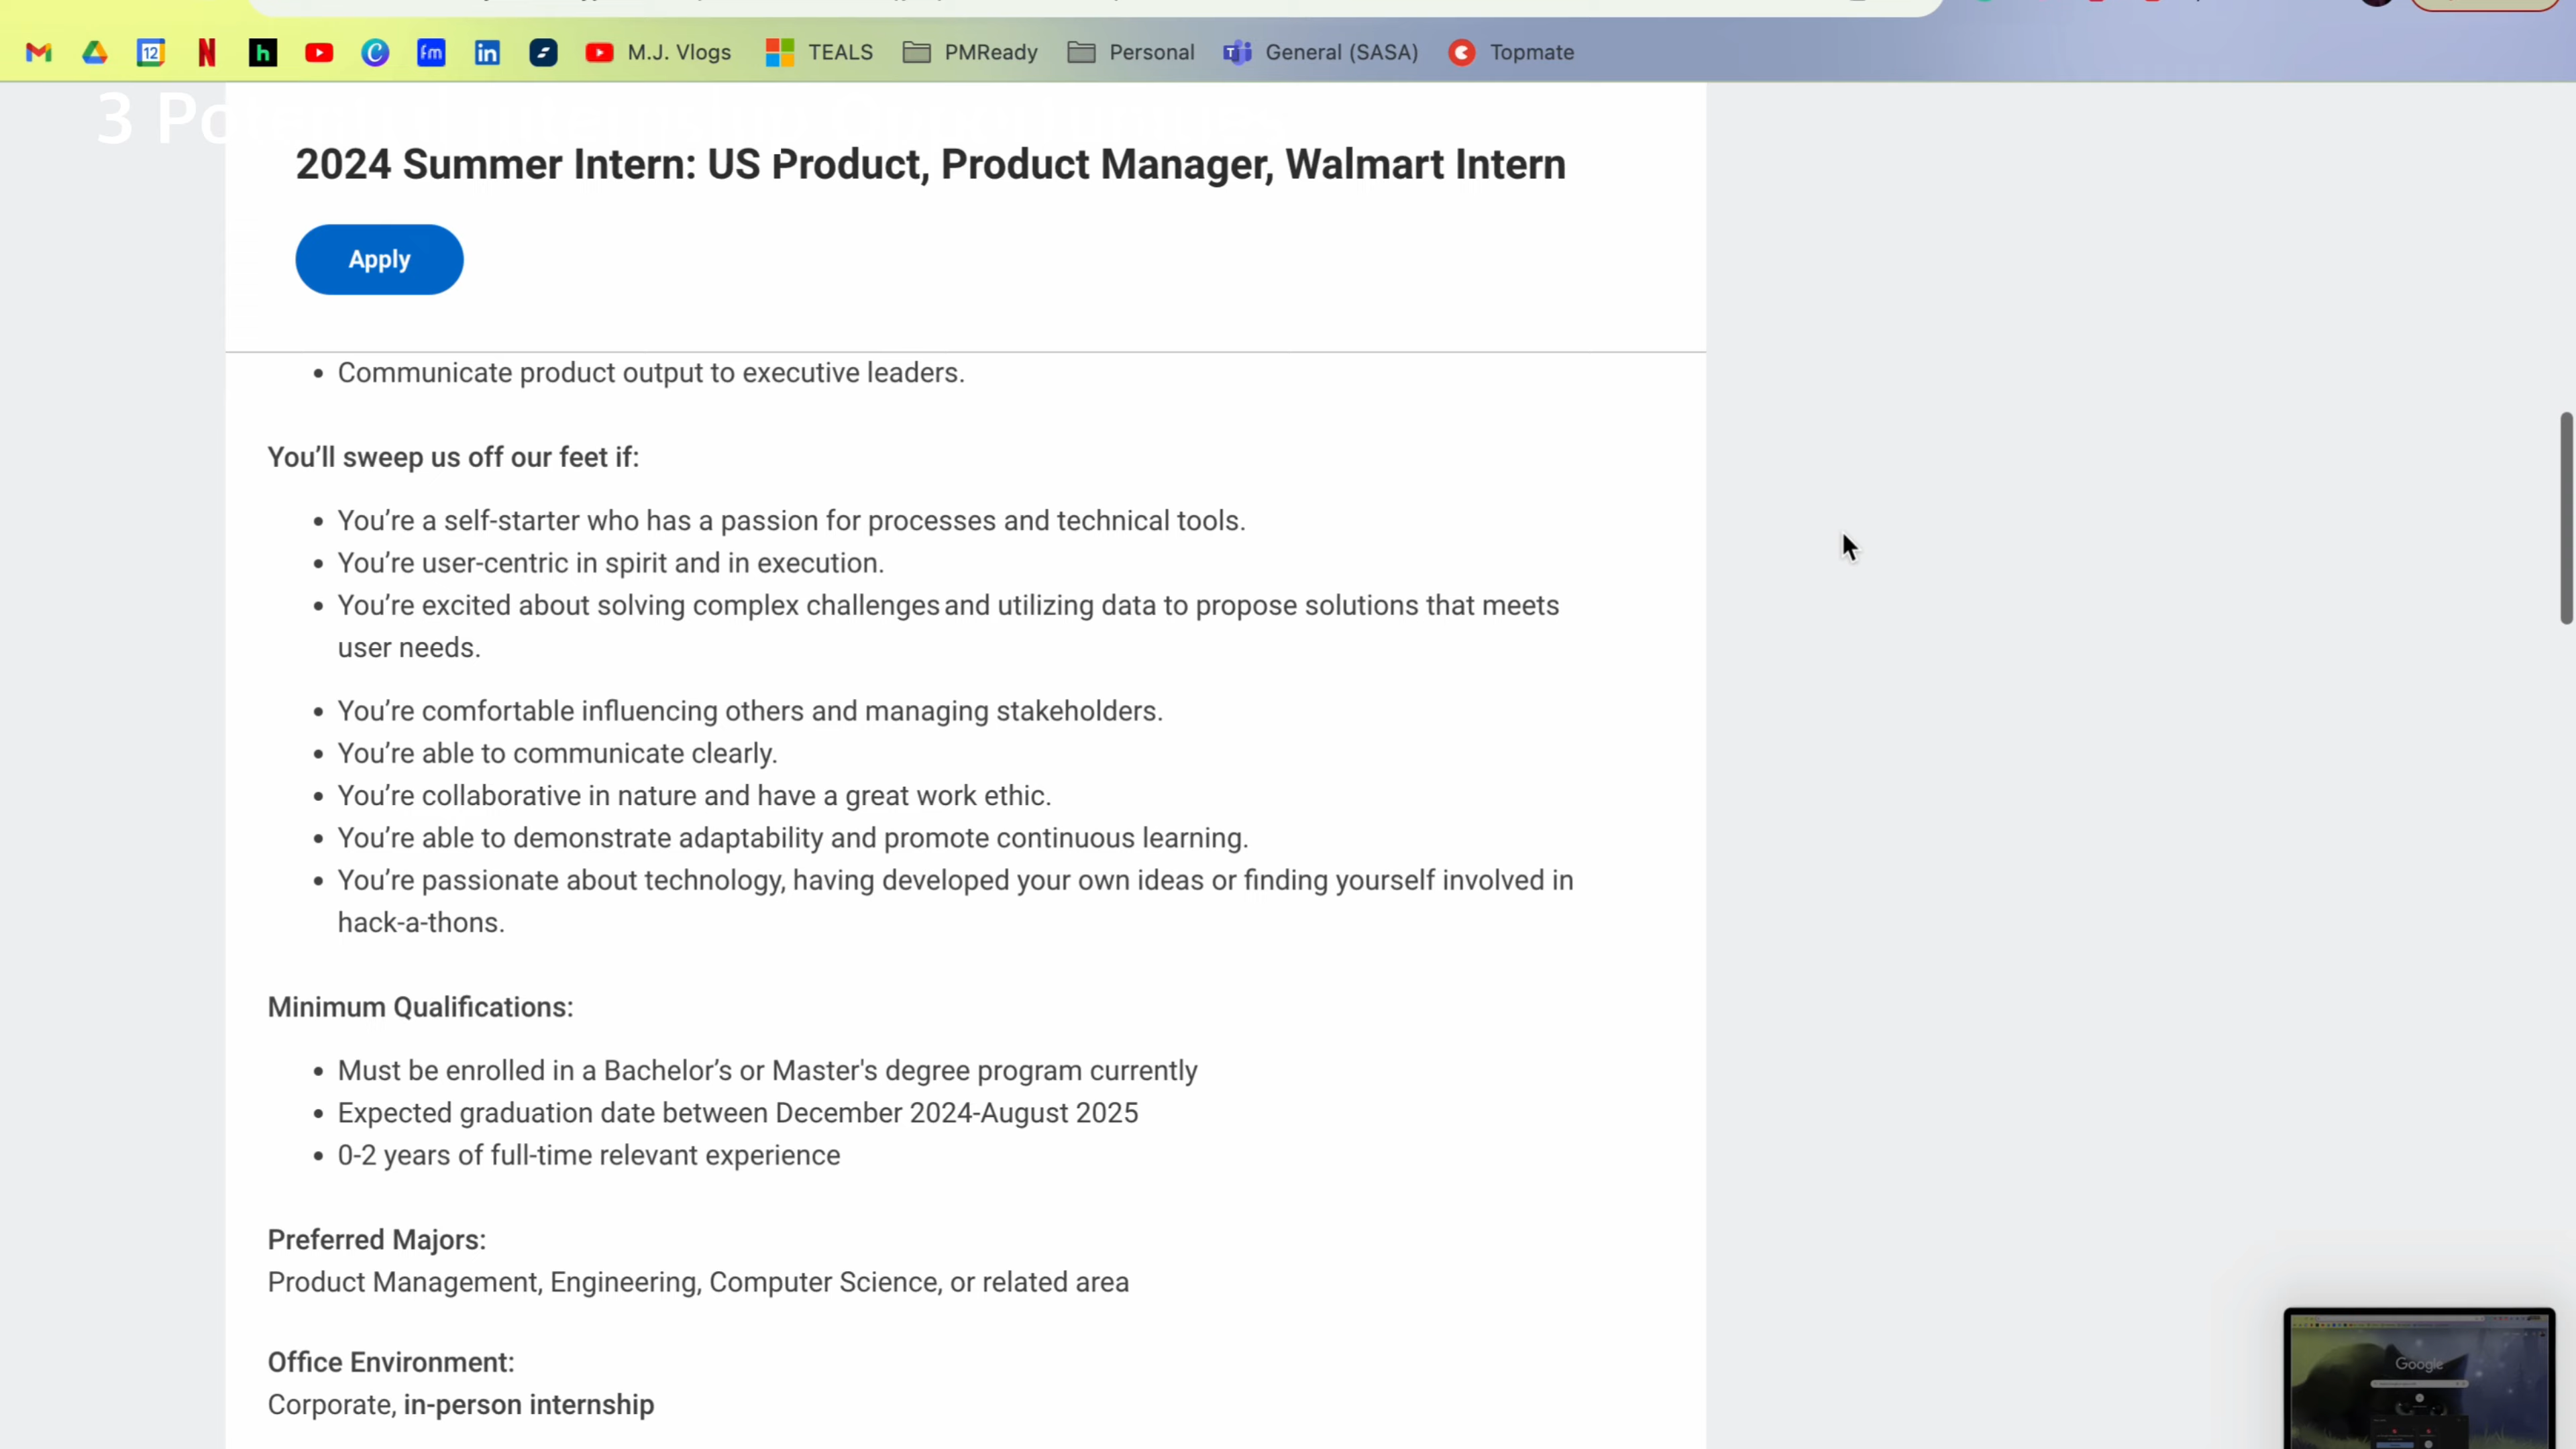 M.J. Vlogs TEALS PMReady Personal General (SASA) Topmate
3 Po
2024 Summer Intern: US Product, Product Manager, Walmart Intern
Apply
• Communicate product output to executive leaders.
You’ll sweep us off our feet if:
• You’re a self-starter who has a passion for processes and technical tools.
• You’re user-centric in spirit and in execution.
• You’re excited about solving complex challenges and utilizing data to propose solutions that meets
user needs.
• You’re comfortable influencing others and managing stakeholders.
• You’re able to communicate clearly.
• You’re collaborative in nature and have a great work ethic.
• You’re able to demonstrate adaptability and promote continuous learning.
• You’re passionate about technology, having developed your own ideas or finding yourself involved in
hack-a-thons.
Minimum Qualifications:
• Must be enrolled in a Bachelor’s or Master's degree program currently
• Expected graduation date between December 2024-August 2025
• 0-2 years of full-time relevant experience
Preferred Majors:
Product Management, Engineering, Computer Science, or related area
Office Environment:
Corporate, in-person internship
Google